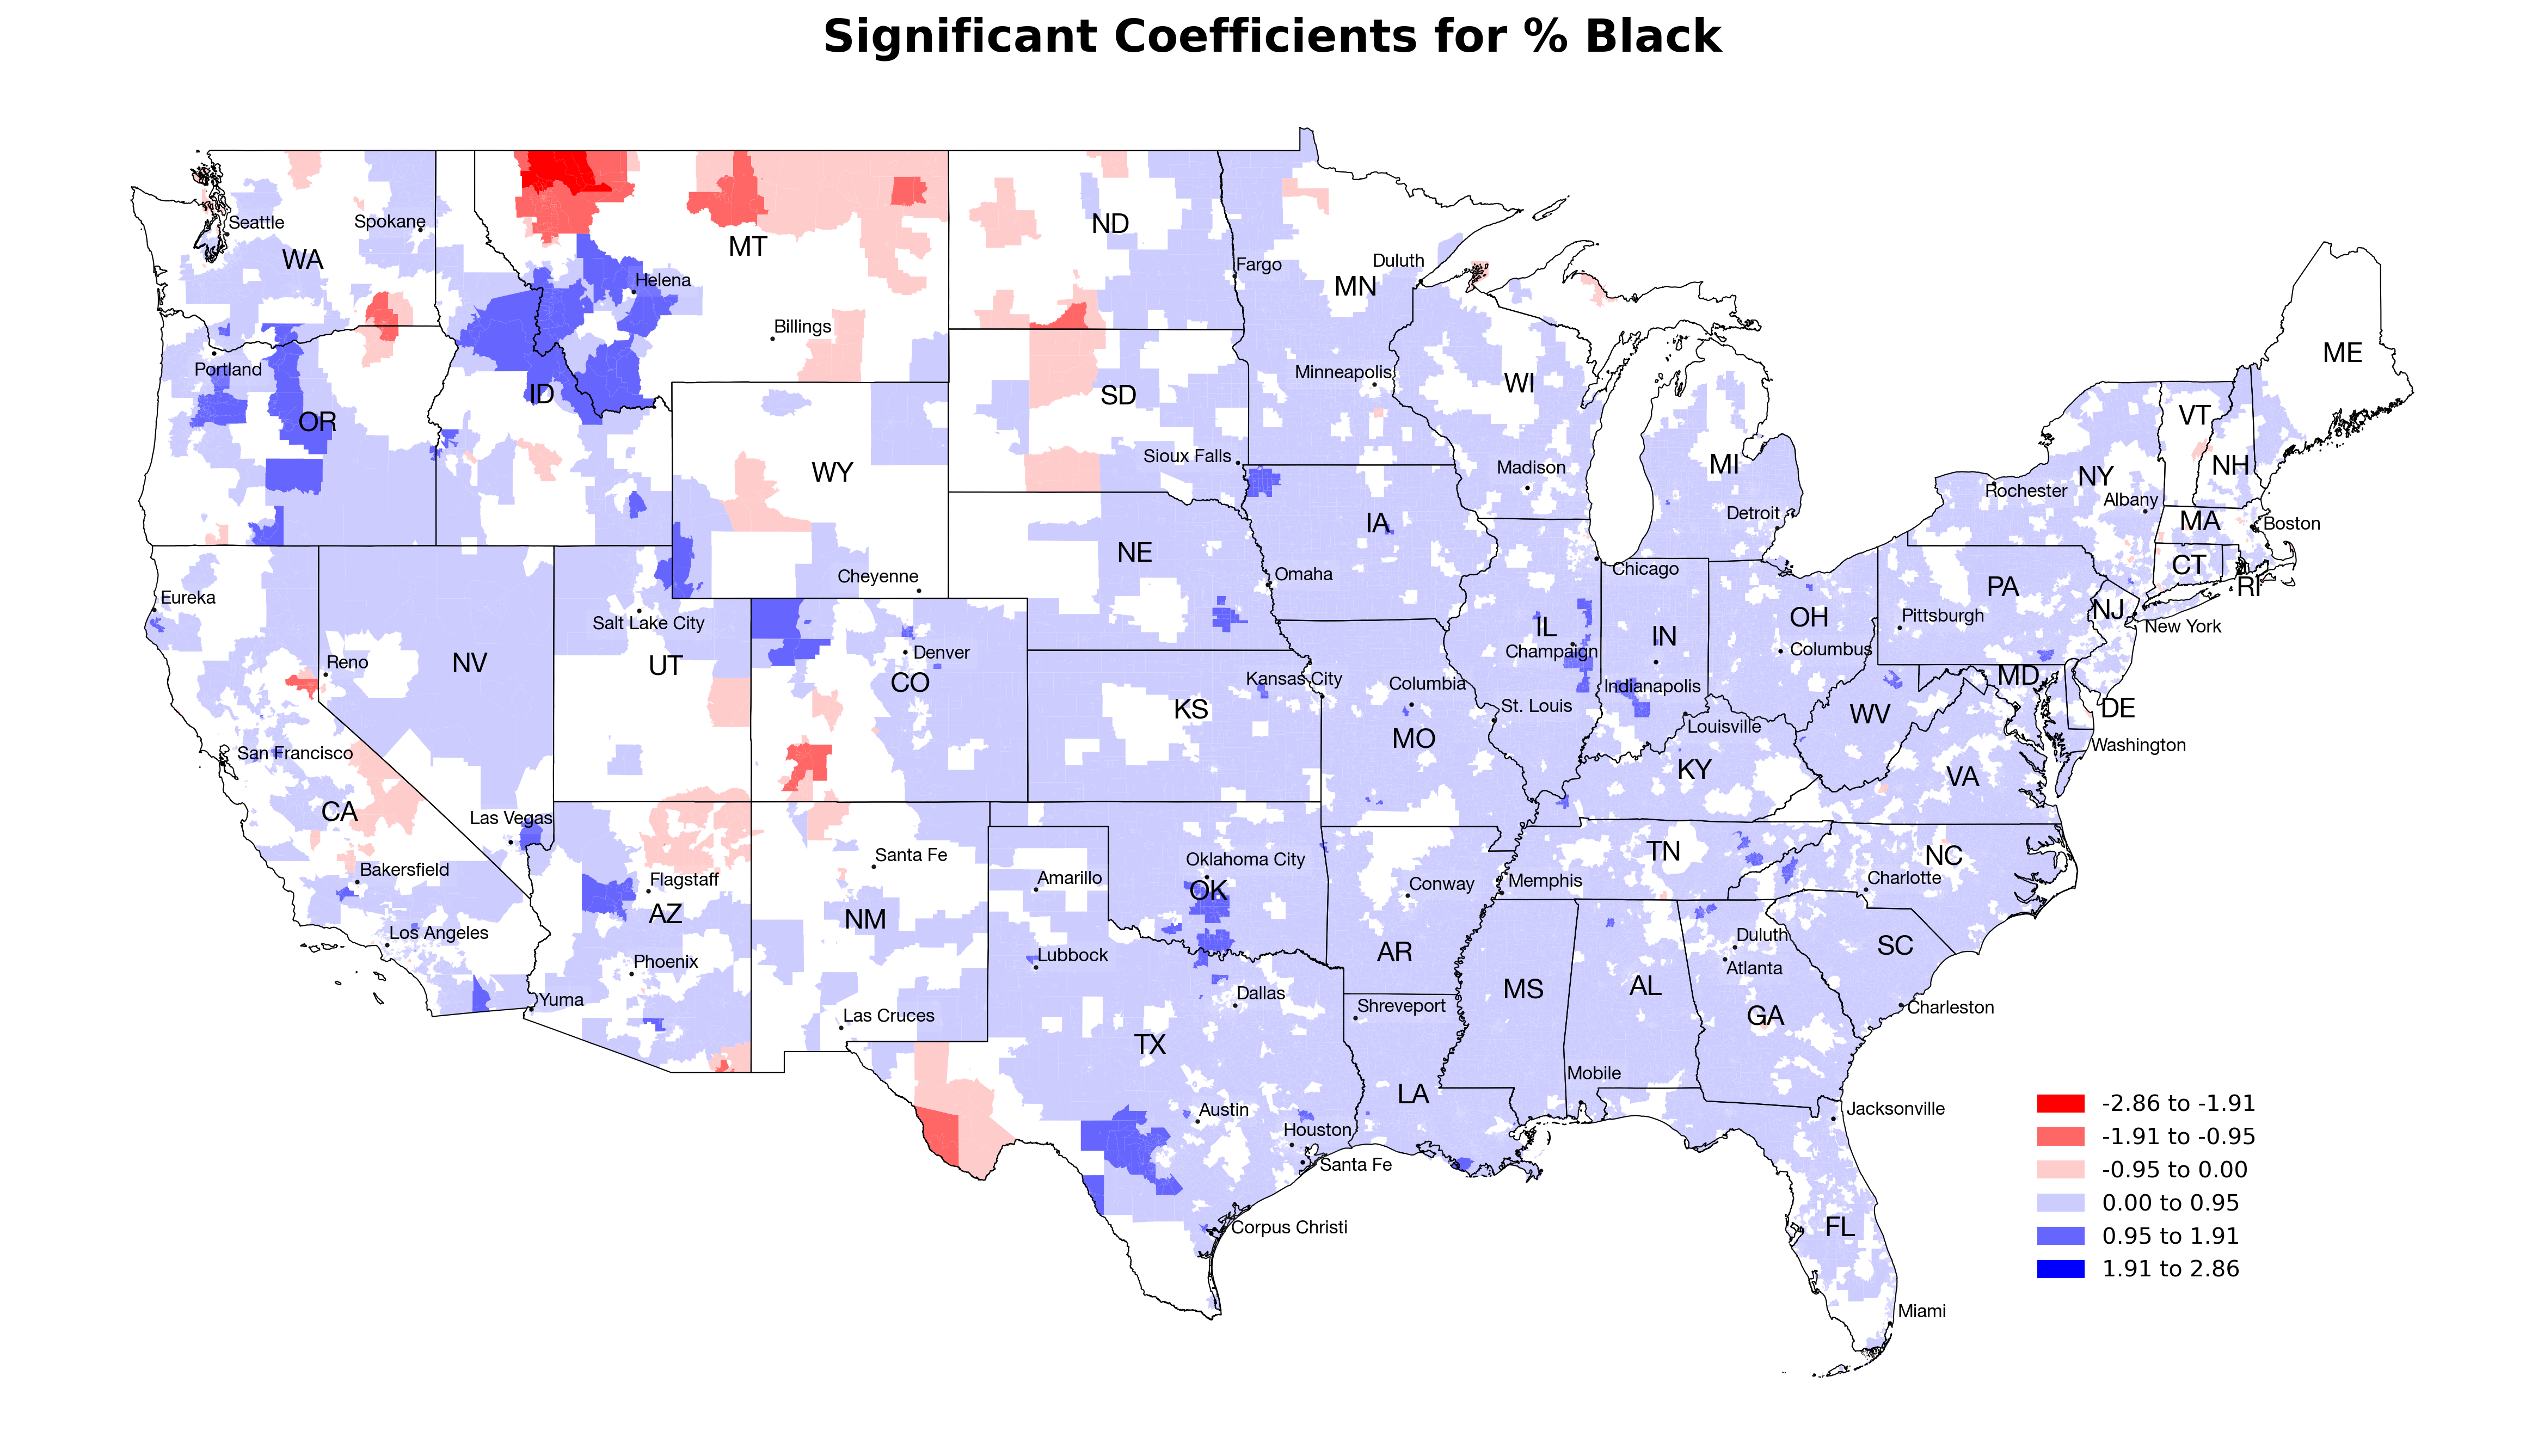 Significant Coefficients for % Black
Seattle
Spokane
WA
MT
ND
Helena
Fargo
Duluth
MN
Billings
Portland
ID
OR
SD
Minneapolis
WI
ME
VT
MI
NH
NY
Rochester
Albany
WY
Sioux Falls
Madison
Detroit
MA
Boston
IA
NE
CT
RI
Cheyenne
Omaha
Chicago
PA
NJ
Eureka
Salt Lake City
Denver
IL
Champaign
IN
OH
Pittsburgh
New York
Columbus
Reno
NV
UT
CO
Kansas City
Columbia
Indianapolis
MD
DE
KS
St. Louis
Louisville
WV
Washington
MO
San Francisco
KY
VA
CA
Las Vegas
Santa Fe
Oklahoma City
TN
NC
Bakersfield
Flagstaff
Amarillo
OK
Conway
Memphis
Charlotte
AZ
NM
Los Angeles
Phoenix
Lubbock
AR
Duluth
SC
Atlanta
Yuma
Las Cruces
Dallas
Shreveport
MS
AL
GA
Charleston
TX
Mobile
LA
Austin
Jacksonville
Houston
Santa Fe
Corpus Christi
FL
Miami
-2.86 to -1.91
-1.91 to -0.95
-0.95 to 0.00
0.00 to 0.95
0.95 to 1.91
1.91 to 2.86